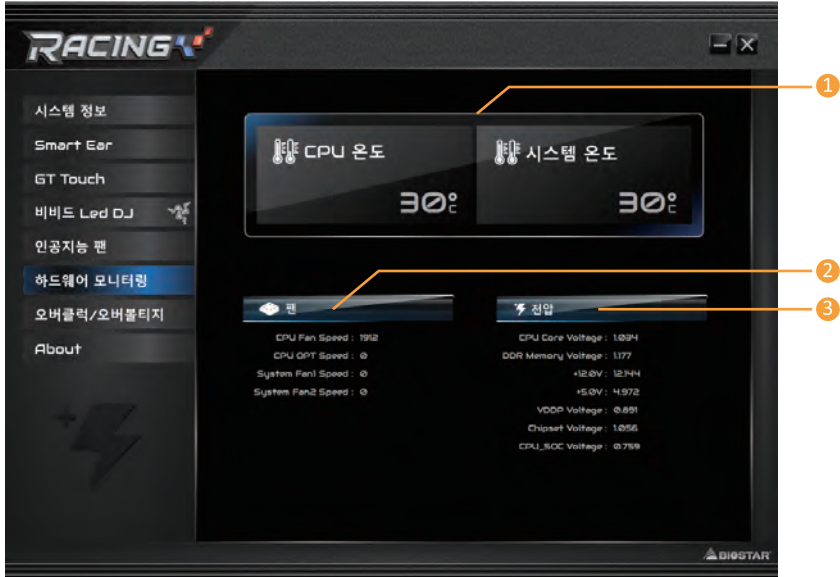 RACING
시스템 정보
Smart Ear
GT Touch
비비드 Led DJ
인공지능 팬
하드웨어 모니터링
오버클럭/오버볼티지
About
CPU 온도
30℃
시스템 온도
30℃
1
팬
2
CPU Fan Speed : 1912
CPU OPT Speed : 0
System Fan1 Speed : 0
System Fan2 Speed : 0
전압
3
CPU Core Voltage : 1.034
DDR Memory Voltage : 1.177
+12.0V : 12.144
+5.0V : 4.972
VDDP Voltage : 0.891
Chipset Voltage : 1.056
CPU_SOC Voltage : 0.759
BIOSTAR